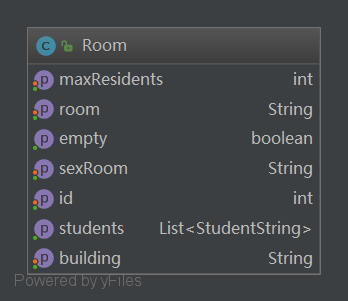 C Room
p maxResidents int
p room String
p empty boolean
p sexRoom String
p id int
p students List<StudentString>
p building String
Powered by yFiles